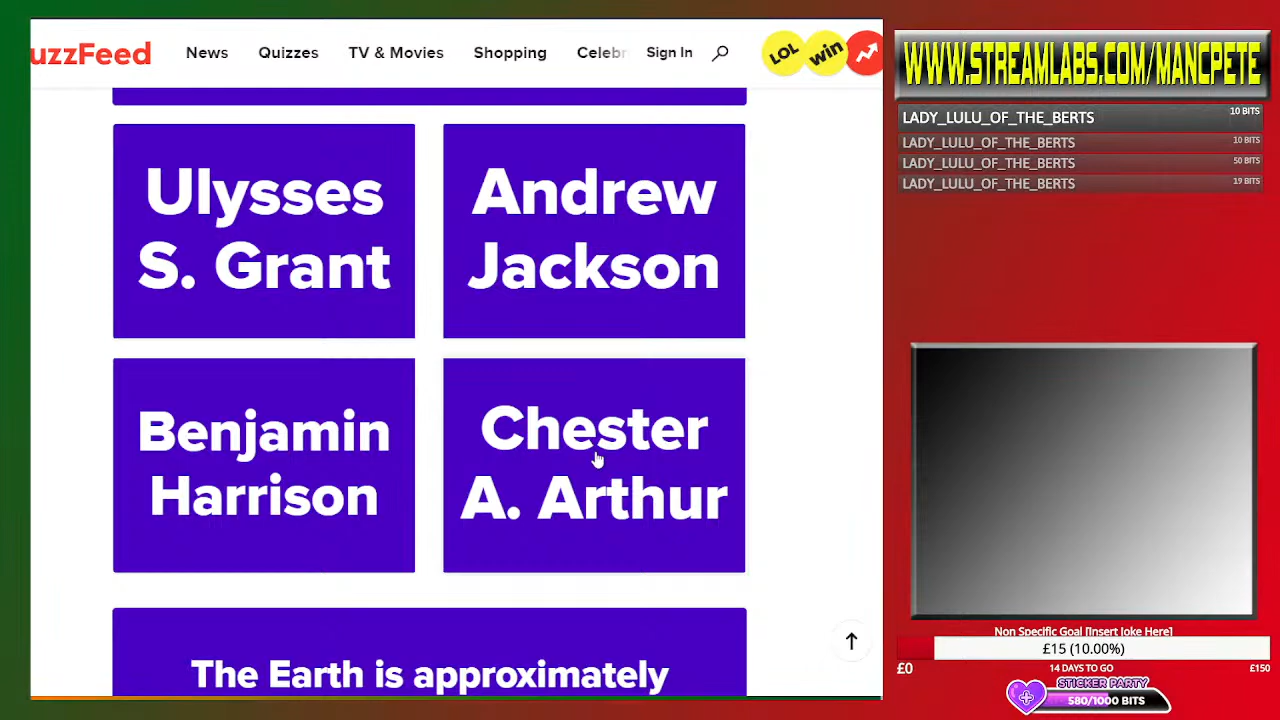 uzzFeed
News
Quizzes
TV & Movies
Shopping
Celebr
Sign In
LOL
win
Ulysses
S. Grant
Andrew
Jackson
Benjamin
Harrison
Chester
A. Arthur
The Earth is approximately
WWW.STREAMLABS.COM/MANCPETE
LADY_LULU_OF_THE_BERTS 10 BITS
LADY_LULU_OF_THE_BERTS 10 BITS
LADY_LULU_OF_THE_BERTS 50 BITS
LADY_LULU_OF_THE_BERTS 19 BITS
Non Specific Goal [Insert Joke Here]
£15 (10.00%)
£0 14 DAYS TO GO £150
STICKER PARTY
580/1000 BITS